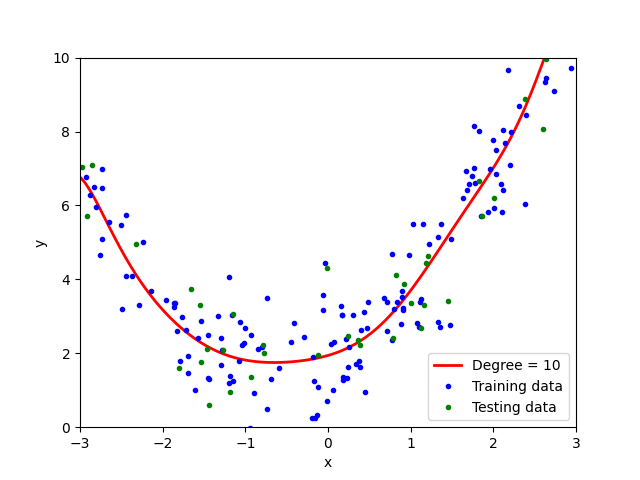 10
8
6
4
2
0
y
−3
−2
−1
0
1
2
3
x
Degree = 10
Training data
Testing data